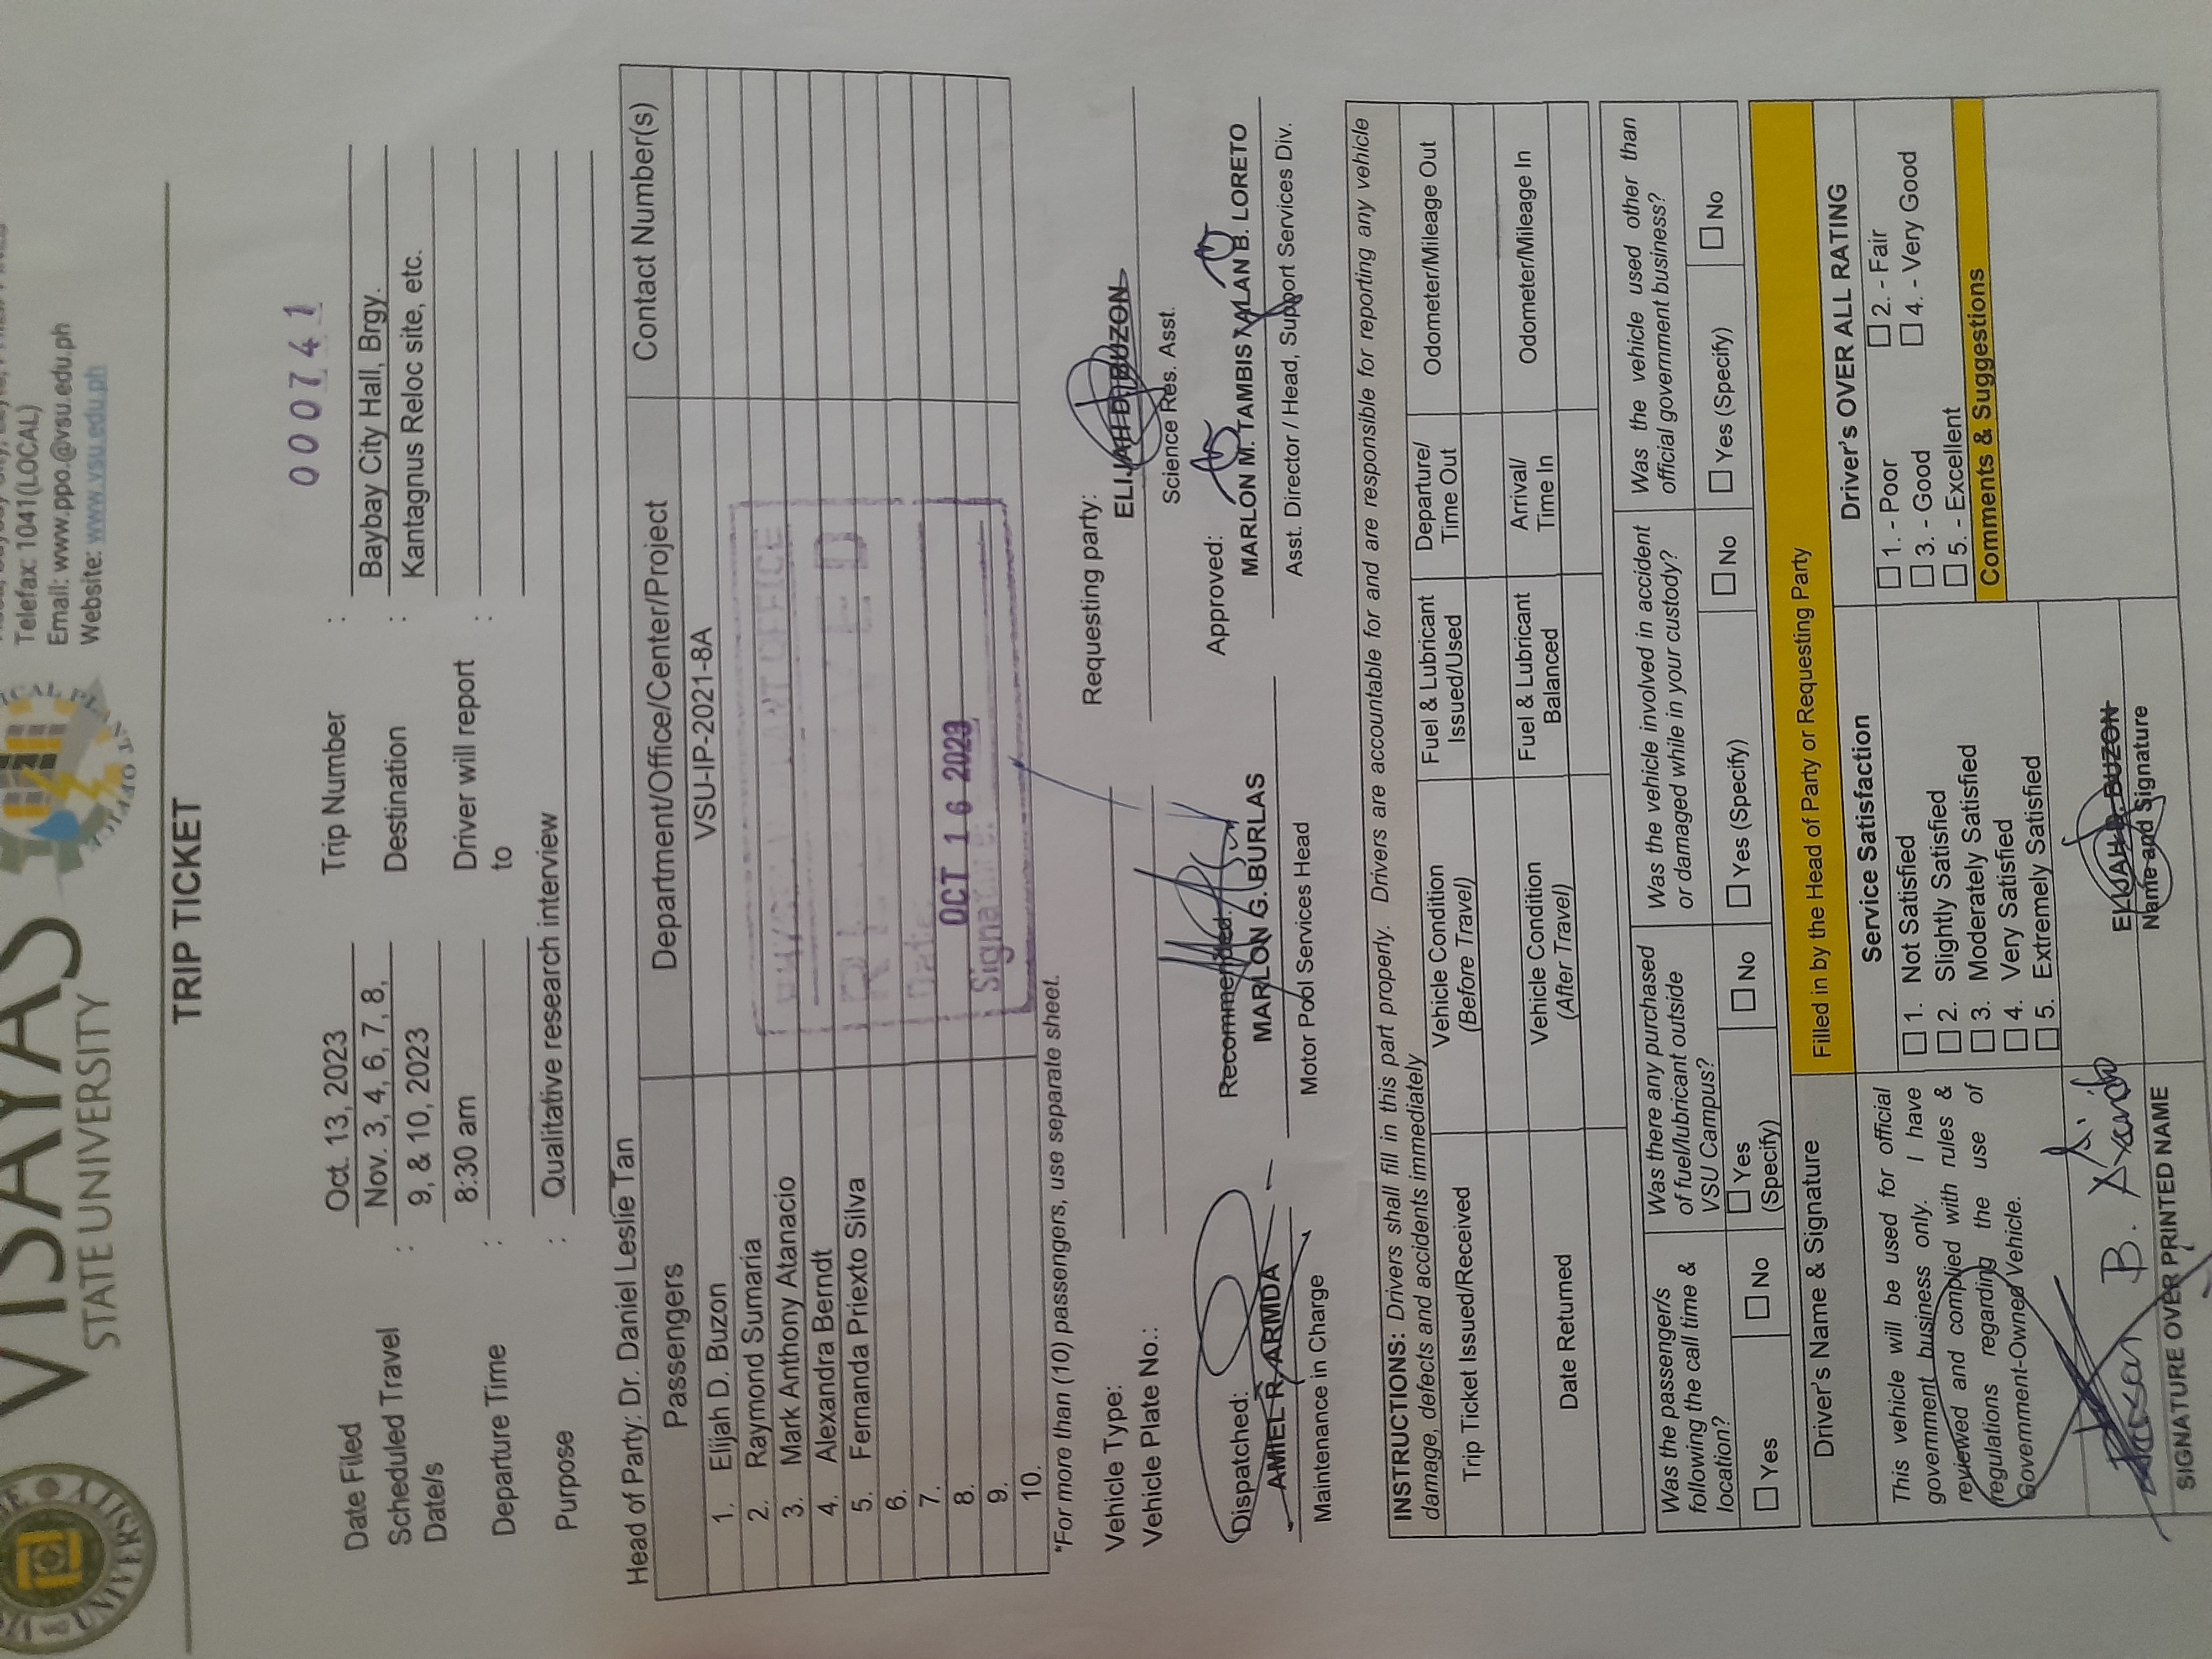 Telefax: 1041(LOCAL)
Email: www.ppo.@vsu.edu.ph
Website: www.vsu.edu.ph
VISAYAS
STATE UNIVERSITY
TRIP TICKET
000741
Date Filed Oct. 13, 2023 Trip Number :
Scheduled Travel : Nov. 3, 4, 6, 7, 8, Destination : Baybay City Hall, Brgy.
Date/s 9, & 10, 2023 Kantagnus Reloc site, etc.
Departure Time : 8:30 am Driver will report :
to
Purpose : Qualitative research interview
Head of Party: Dr. Daniel Leslie Tan
Passengers Department/Office/Center/Project Contact Number(s)
1. Elijah D. Buzon VSU-IP-2021-8A
2. Raymond Sumaria
3. Mark Anthony Atanacio
4. Alexandra Berndt
5. Fernanda Priexto Silva
6.
7.
8.
9.
10.
Date
OCT 16 2023
Signature
*For more than (10) passengers, use separate sheet.
Vehicle Type: Requesting party:
Vehicle Plate No.: ELIJAH D. BUZON
Science Res. Asst.
Dispatched: Recommended: Approved:
AMIEL R. ARMDA MARLON G. BURLAS MARLON M. TAMBIS ALAN B. LORETO
Maintenance in Charge Motor Pool Services Head Asst. Director / Head, Support Services Div.
INSTRUCTIONS: Drivers shall fill in this part properly. Drivers are accountable for and are responsible for reporting any vehicle
damage, defects and accidents immediately
Trip Ticket Issued/Received Vehicle Condition Fuel & Lubricant Departure/ Odometer/Mileage Out
(Before Travel) Issued/Used Time Out
Date Returned Vehicle Condition Fuel & Lubricant Arrival/ Odometer/Mileage In
(After Travel) Balanced Time In
Was the passenger/s Was there any purchased Was the vehicle involved in accident Was the vehicle used other than
following the call time & of fuel/lubricant outside or damaged while in your custody? official government business?
location? VSU Campus?
☐ Yes ☐ No ☐ Yes ☐ No ☐ Yes (Specify) ☐ No ☐ Yes (Specify) ☐ No
(Specify)
Driver's Name & Signature Filled in by the Head of Party or Requesting Party
This vehicle will be used for official
government business only. I have
reviewed and complied with rules &
regulations regarding the use of
Government-Owned Vehicle.
SIGNATURE OVER PRINTED NAME
Service Satisfaction
☐ 1. Not Satisfied
☐ 2. Slightly Satisfied
☐ 3. Moderately Satisfied
☐ 4. Very Satisfied
☐ 5. Extremely Satisfied
ELIJAH D. BUZON
Name and Signature
Driver's OVER ALL RATING
☐ 1. - Poor ☐ 2. - Fair
☐ 3. - Good ☐ 4. - Very Good
☐ 5. - Excellent
Comments & Suggestions